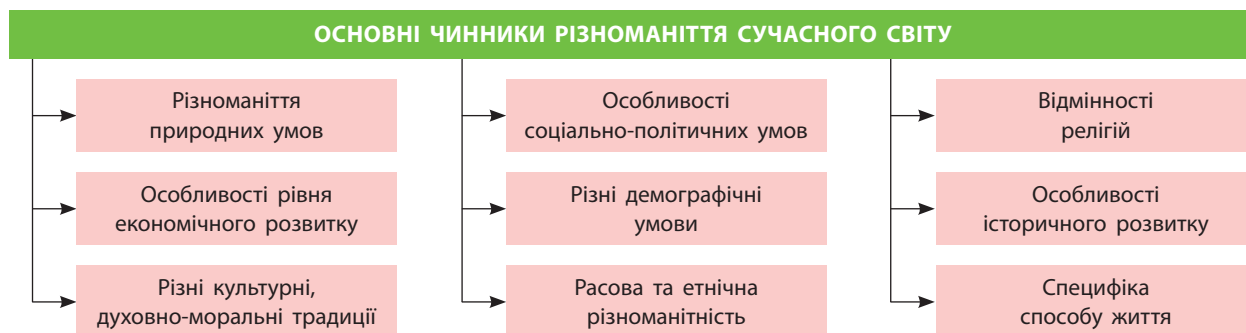 ОСНОВНІ ЧИННИКИ РІЗНОМАНІТТЯ СУЧАСНОГО СВІТУ
Різноманіття
природних умов
Особливості рівня
економічного розвитку
Різні культурні,
духовно-моральні традиції
Особливості
соціально-політичних умов
Різні демографічні
умови
Расова та етнічна
різноманітність
Відмінності
релігій
Особливості
історичного розвитку
Специфіка
способу життя